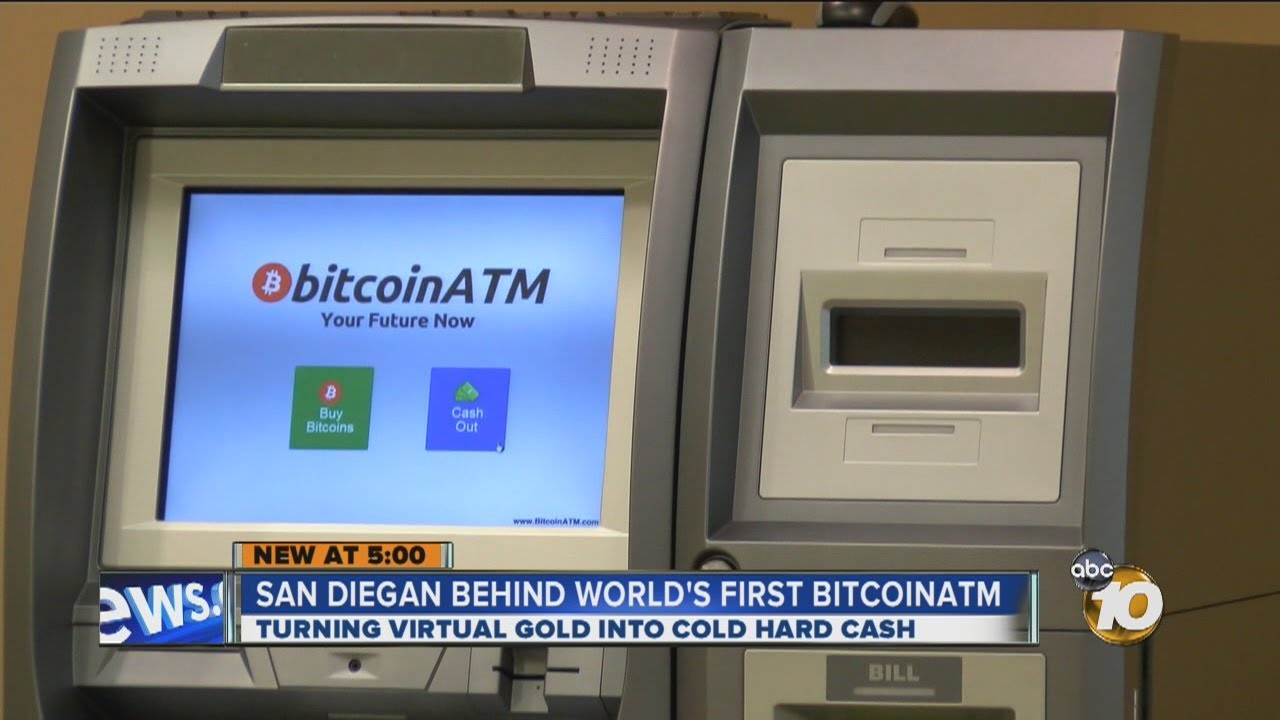 bitcoinATM
Your Future Now
Buy
Bitcoins
Cash
Out
www.BitcoinATM.com
NEW AT 5:00
ews.
SAN DIEGAN BEHIND WORLD'S FIRST BITCOINATM
TURNING VIRTUAL GOLD INTO COLD HARD CASH
abc
10
BILL